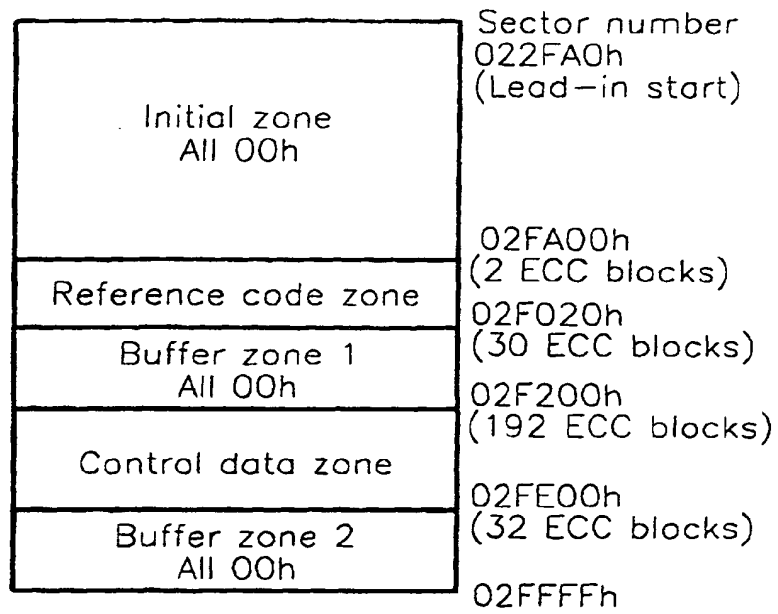 Sector number
022FA0h
(Lead-in start)
Initial zone
All 00h
02FA00h
(2 ECC blocks)
Reference code zone
02F020h
(30 ECC blocks)
Buffer zone 1
All 00h
02F200h
(192 ECC blocks)
Control data zone
02FE00h
(32 ECC blocks)
Buffer zone 2
All 00h
02FFFFh